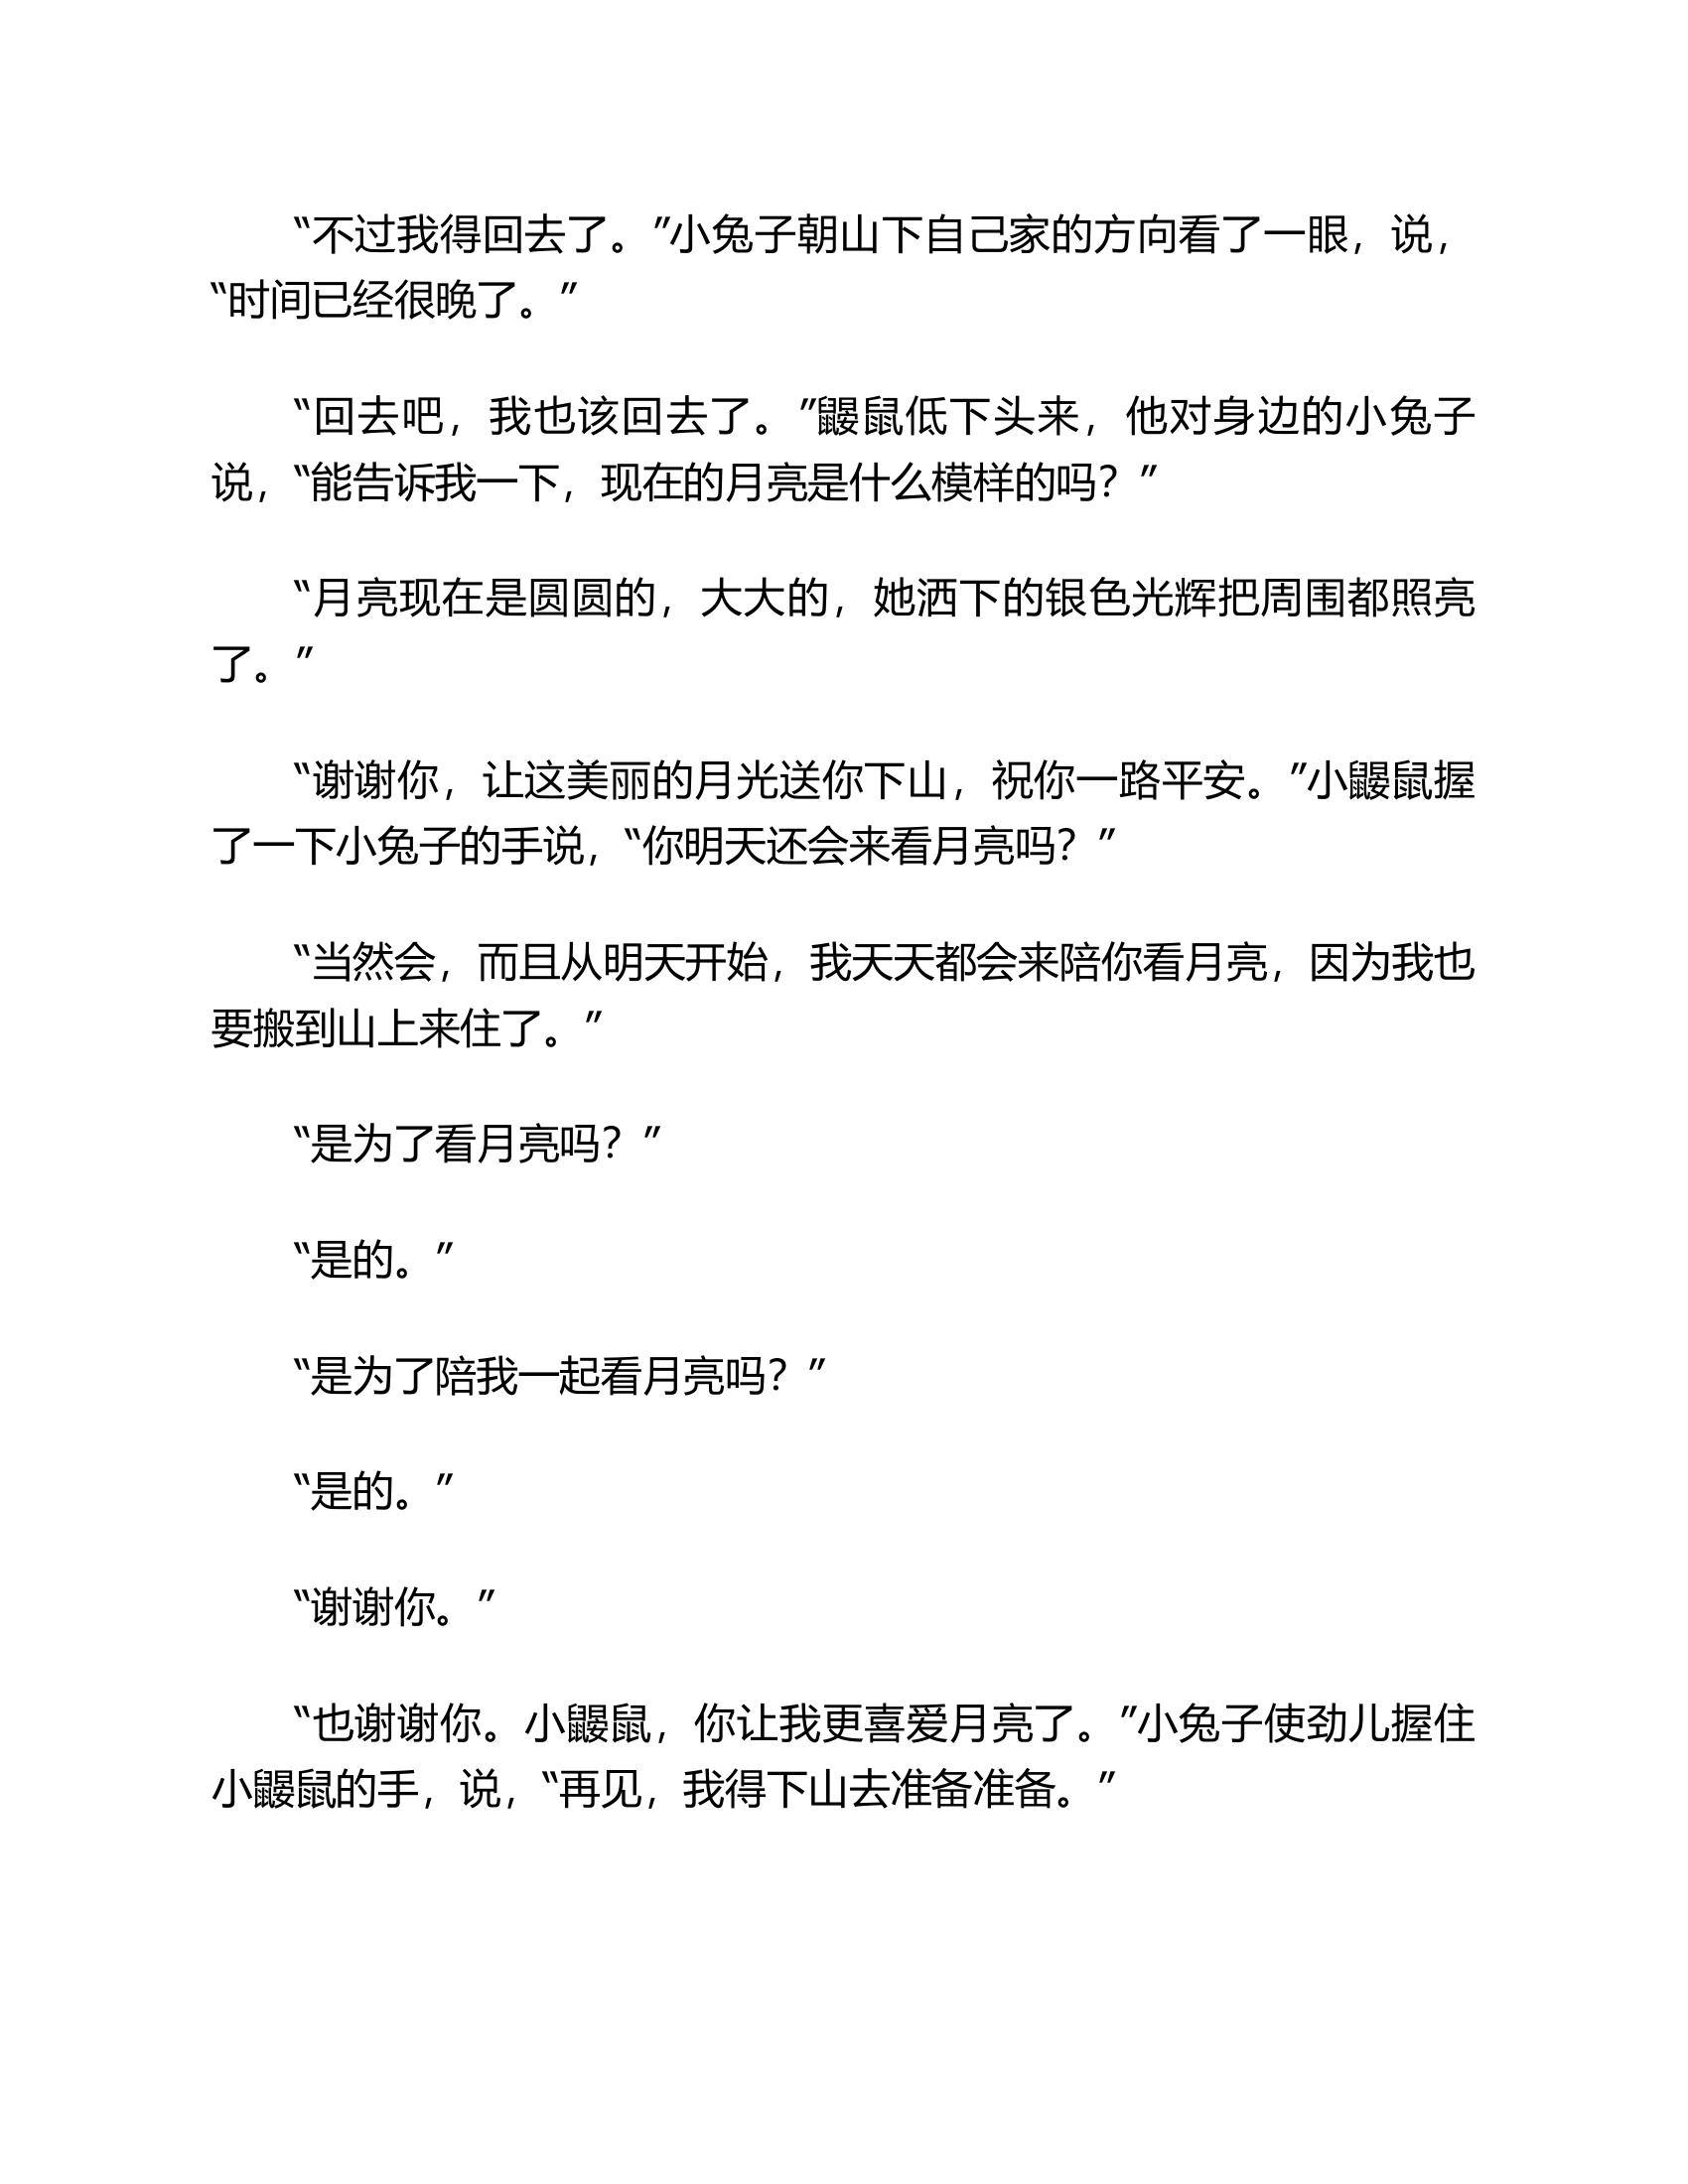 “不过我得回去了。”小兔子朝山下自己家的方向看了一眼，说，
“时间已经很晚了。”
“回去吧，我也该回去了。”鼹鼠低下头来，他对身边的小兔子
说，“能告诉我一下，现在的月亮是什么模样的吗？”
“月亮现在是圆圆的，大大的，她洒下的银色光辉把周围都照亮
了。”
“谢谢你，让这美丽的月光送你下山，祝你一路平安。”小鼹鼠握
了一下小兔子的手说，“你明天还会来看月亮吗？”
“当然会，而且从明天开始，我天天都会来陪你看月亮，因为我也
要搬到山上来住了。”
“是为了看月亮吗？”
“是的。”
“是为了陪我一起看月亮吗？”
“是的。”
“谢谢你。”
“也谢谢你。小鼹鼠，你让我更喜爱月亮了。”小兔子使劲儿握住
小鼹鼠的手，说，“再见，我得下山去准备准备。”